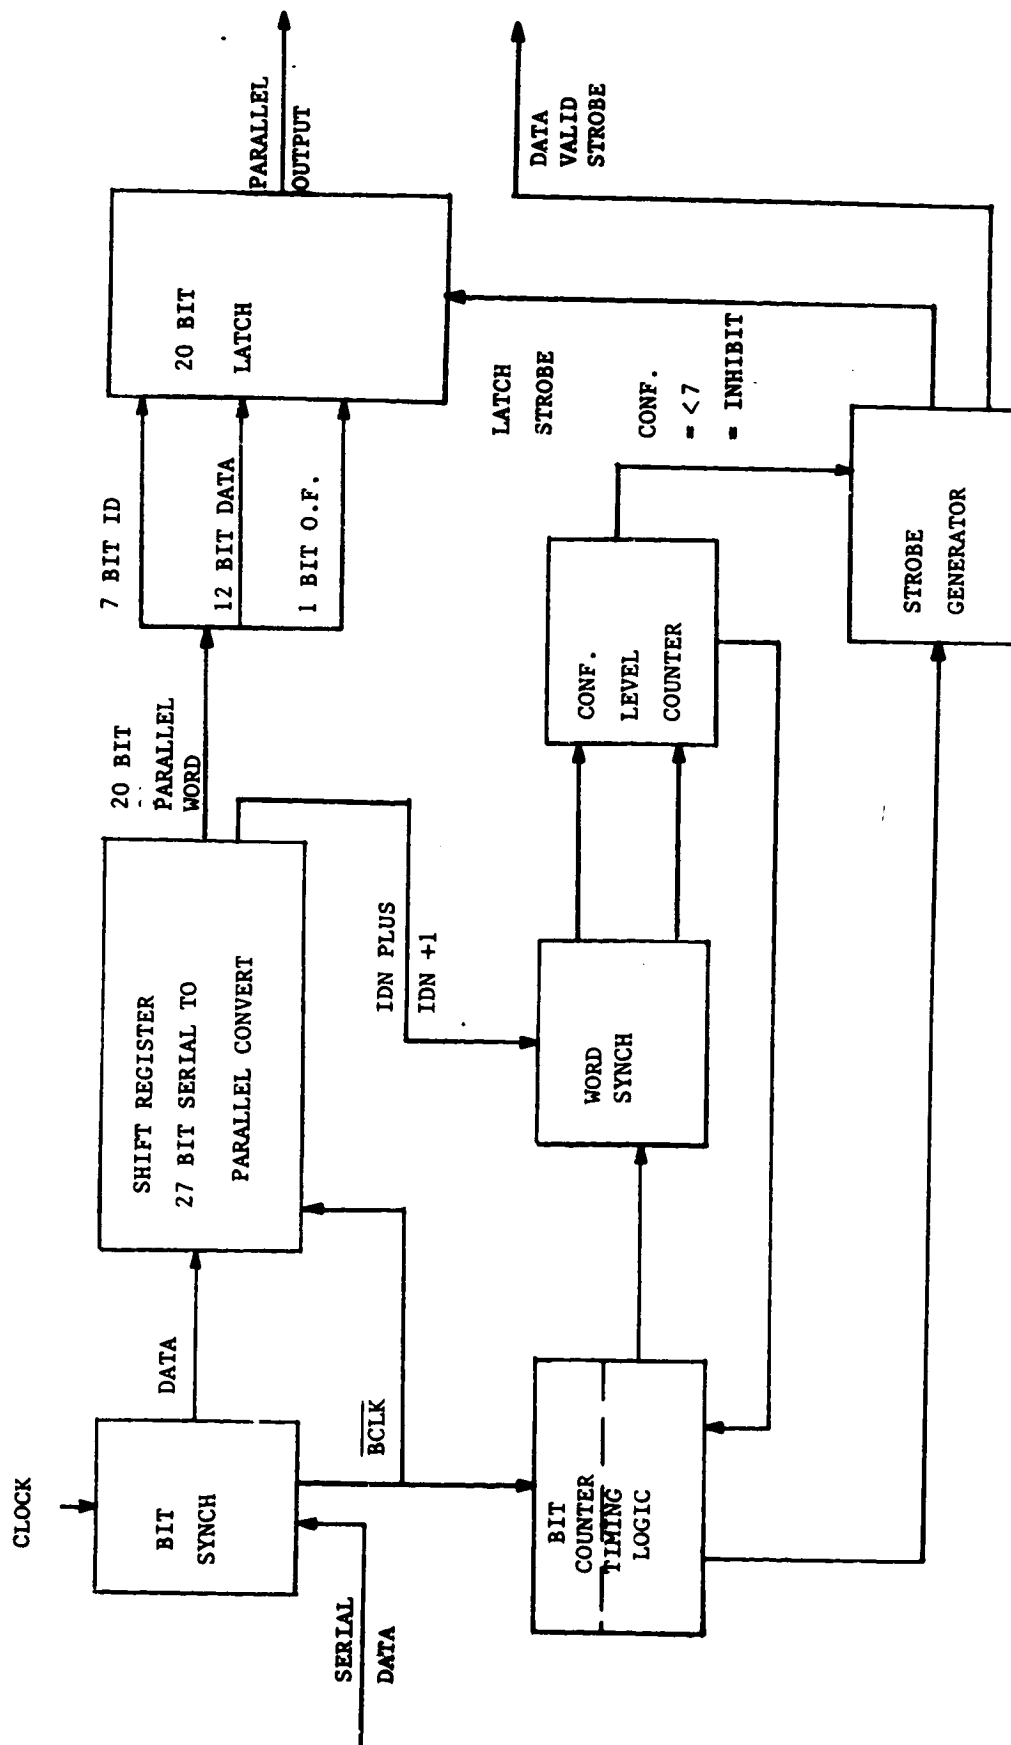 CLOCK
BIT
SYNCH
SERIAL
DATA
DATA
BCLK
SHIFT REGISTER
27 BIT SERIAL TO
PARALLEL CONVERT
20 BIT
PARALLEL
WORD
7 BIT ID
12 BIT DATA
1 BIT O.F.
20 BIT
LATCH
PARALLEL
OUTPUT
DATA
VALID
STROBE
IDN PLUS
IDN +1
LATCH
STROBE
BIT
COUNTER
TIMING
LOGIC
WORD
SYNCH
CONF.
LEVEL
COUNTER
CONF.
= <7
= INHIBIT
STROBE
GENERATOR